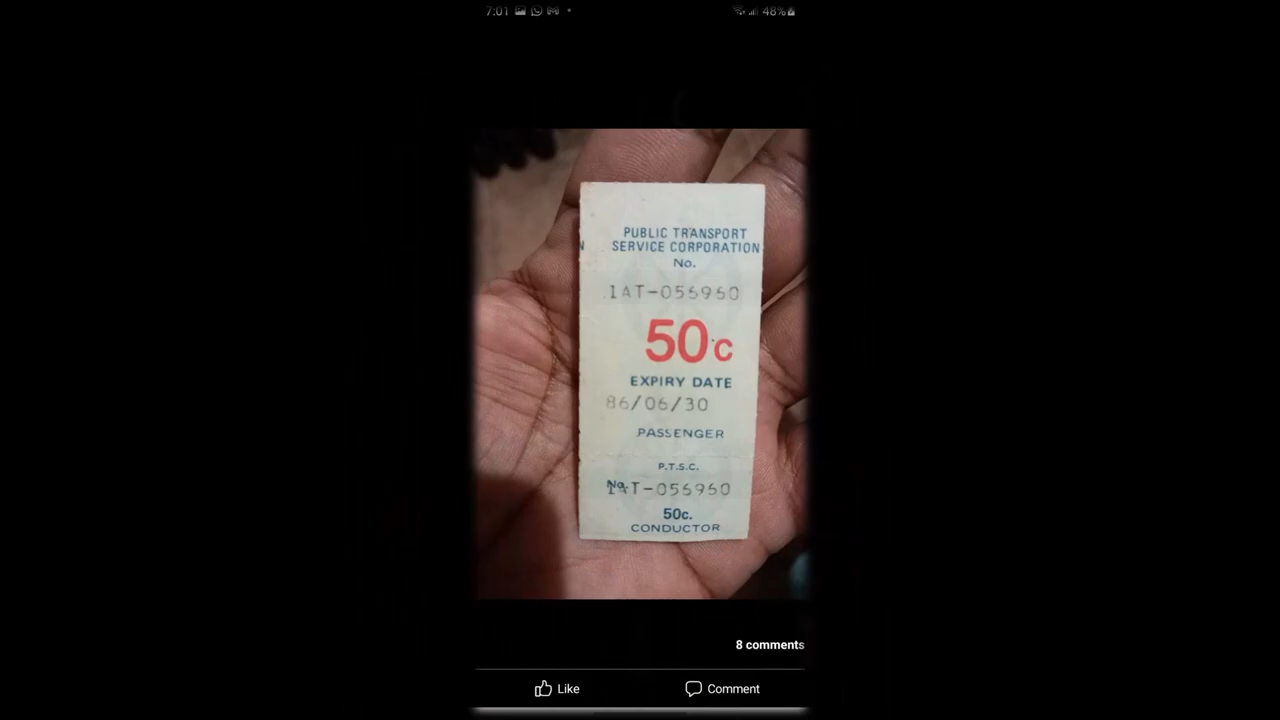 7:01
48%
PUBLIC TRANSPORT
SERVICE CORPORATION
No.
1AT-056960
50c
EXPIRY DATE
86/06/30
PASSENGER
P.T.S.C.
No.
1AT-056960
50c.
CONDUCTOR
8 comments
Like
Comment